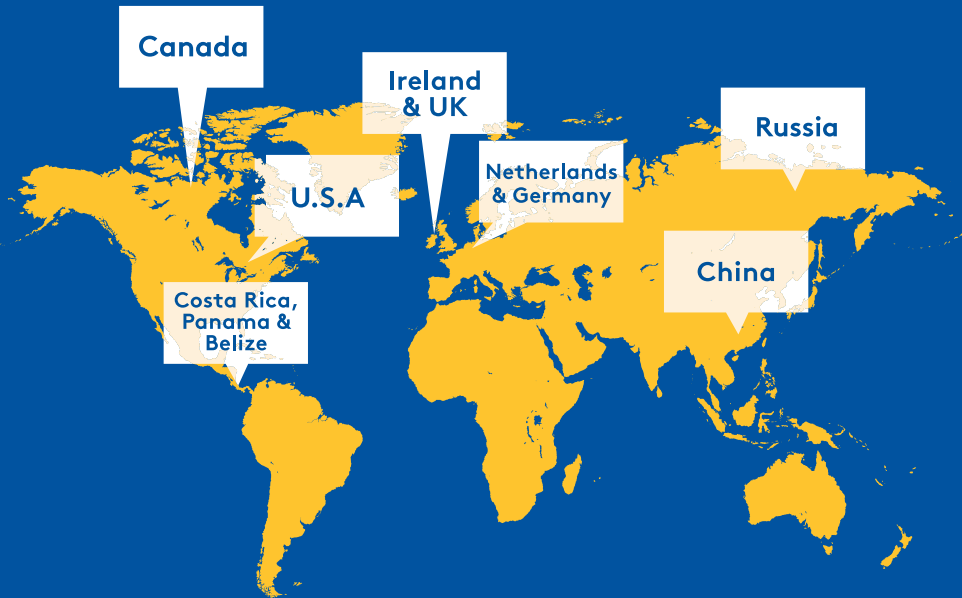 Canada
Ireland
& UK
Russia
Netherlands
& Germany
U.S.A
China
Costa Rica,
Panama &
Belize